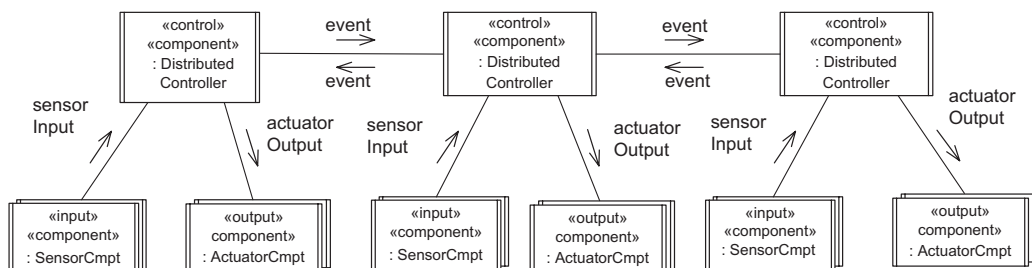 «control»
«component»
: Distributed
Controller
event
event
«control»
«component»
: Distributed
Controller
event
event
«control»
«component»
: Distributed
Controller
sensor
Input
actuator
Output
sensor
Input
actuator
Output
sensor
Input
actuator
Output
«input»
«component»
: SensorCmpt
«output»
component»
: ActuatorCmpt
«input»
«component»
: SensorCmpt
«output»
component»
: ActuatorCmpt
«input»
«component»
: SensorCmpt
«output»
component»
: ActuatorCmpt